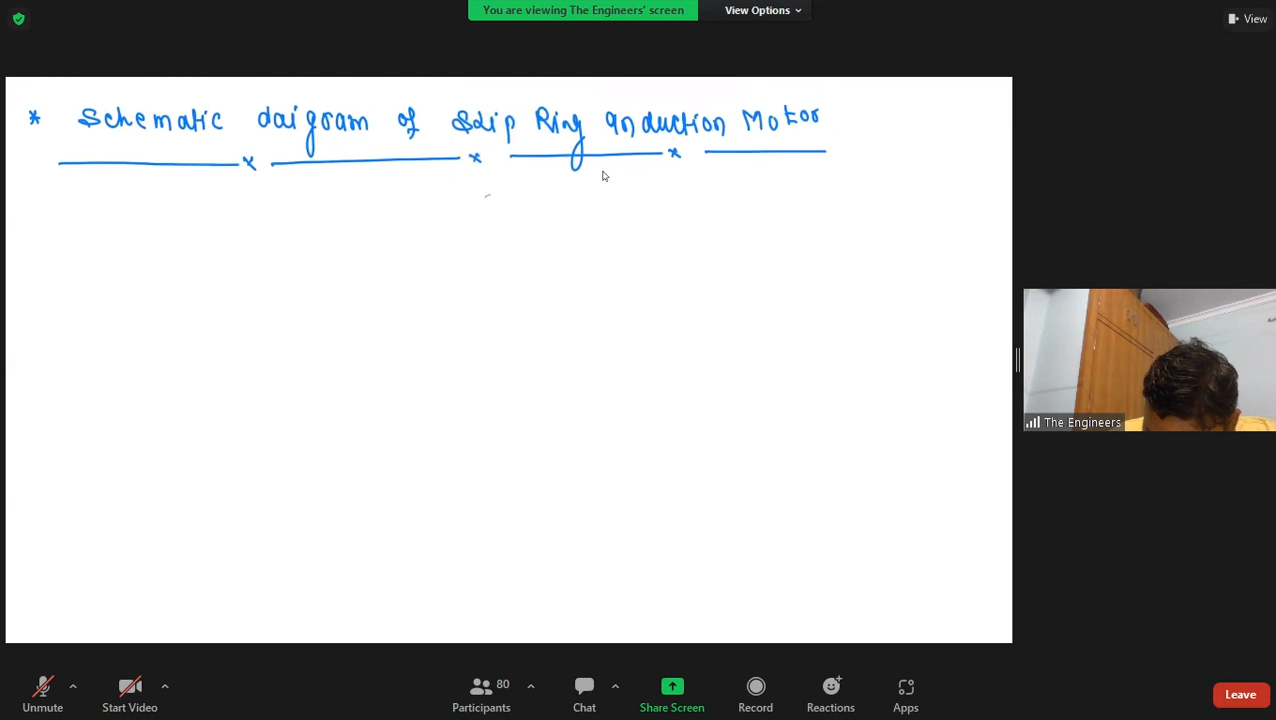 You are viewing The Engineers' screen
View Options
View
* Schematic daigram of Slip Ring Induction Motor
The Engineers
Unmute
Start Video
80
Participants
Chat
Share Screen
Record
Reactions
Apps
Leave